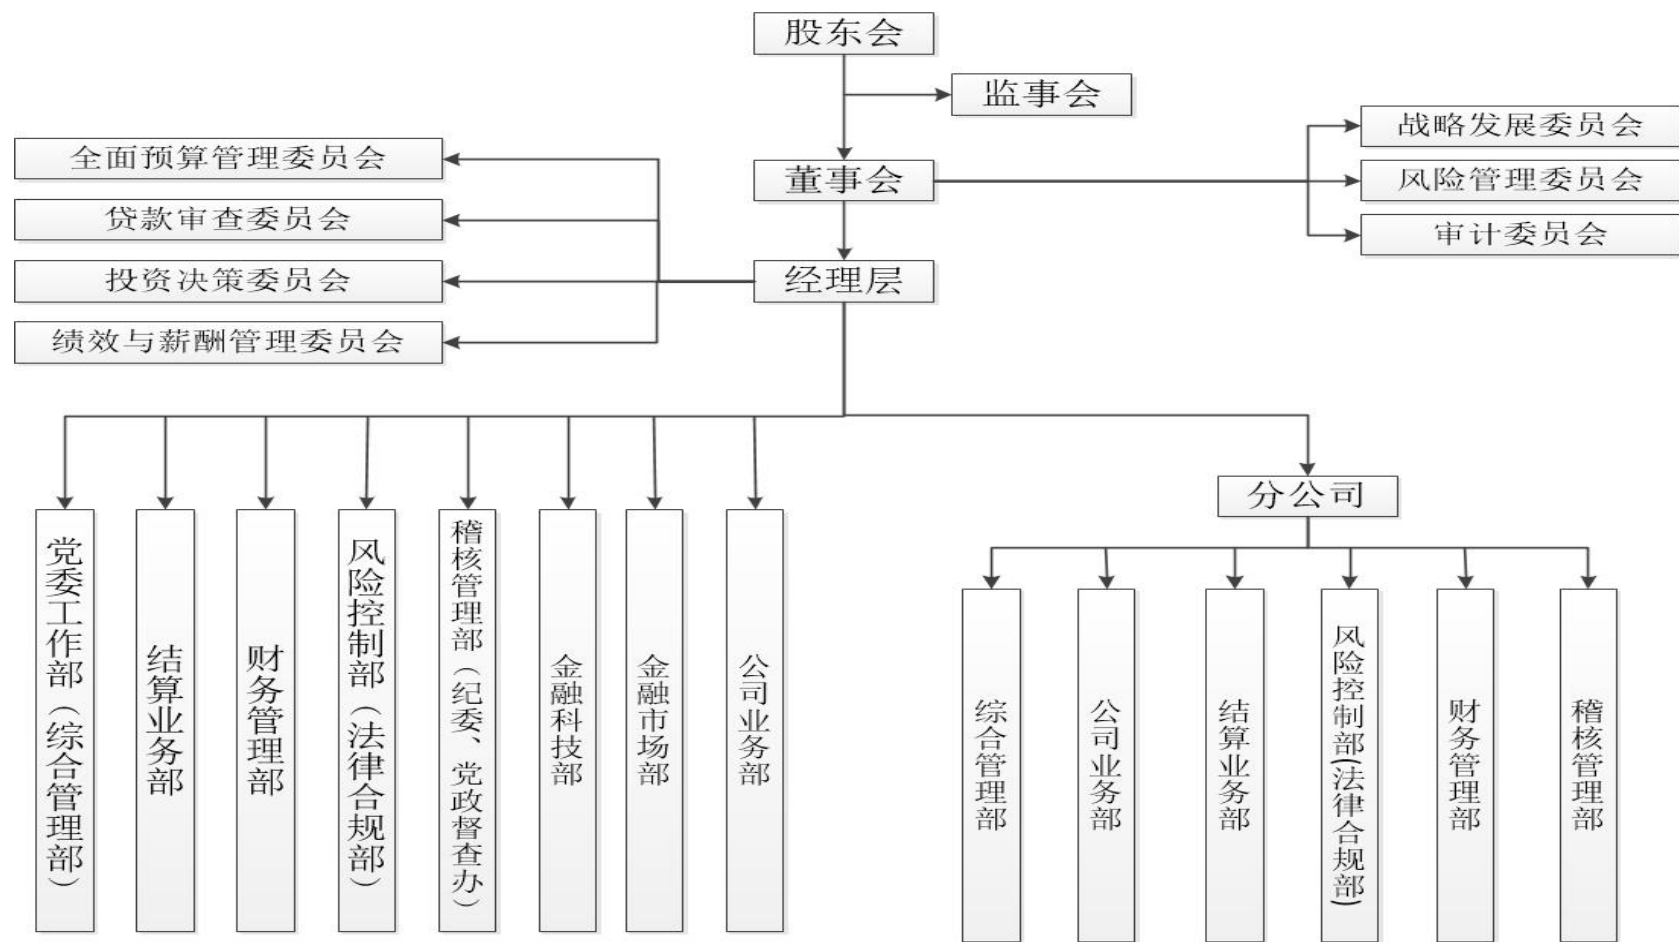 股东会
监事会
战略发展委员会
全面预算管理委员会
董事会
风险管理委员会
贷款审查委员会
审计委员会
投资决策委员会
经理层
绩效与薪酬管理委员会
分公司
党委工作部（综合管理部）
结算业务部
财务管理部
风险控制部（法律合规部）
稽核管理部（纪委、党政督查办）
金融科技部
金融市场部
公司业务部
综合管理部
公司业务部
结算业务部
风险控制部(法律合规部)
财务管理部
稽核管理部